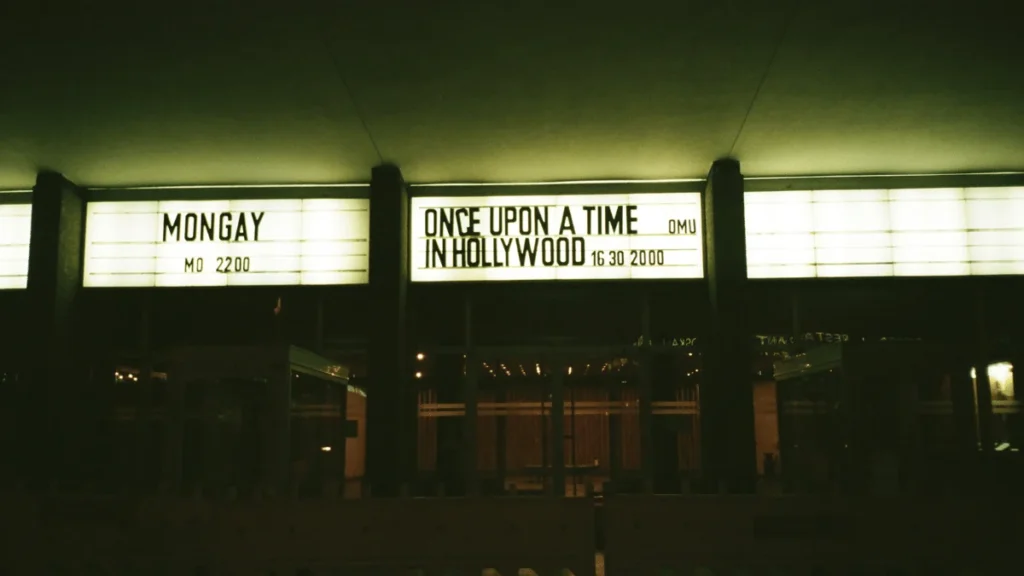 MONGAY
MO 2200
ONCE UPON A TIME OMU
IN HOLLYWOOD 16 30 2000